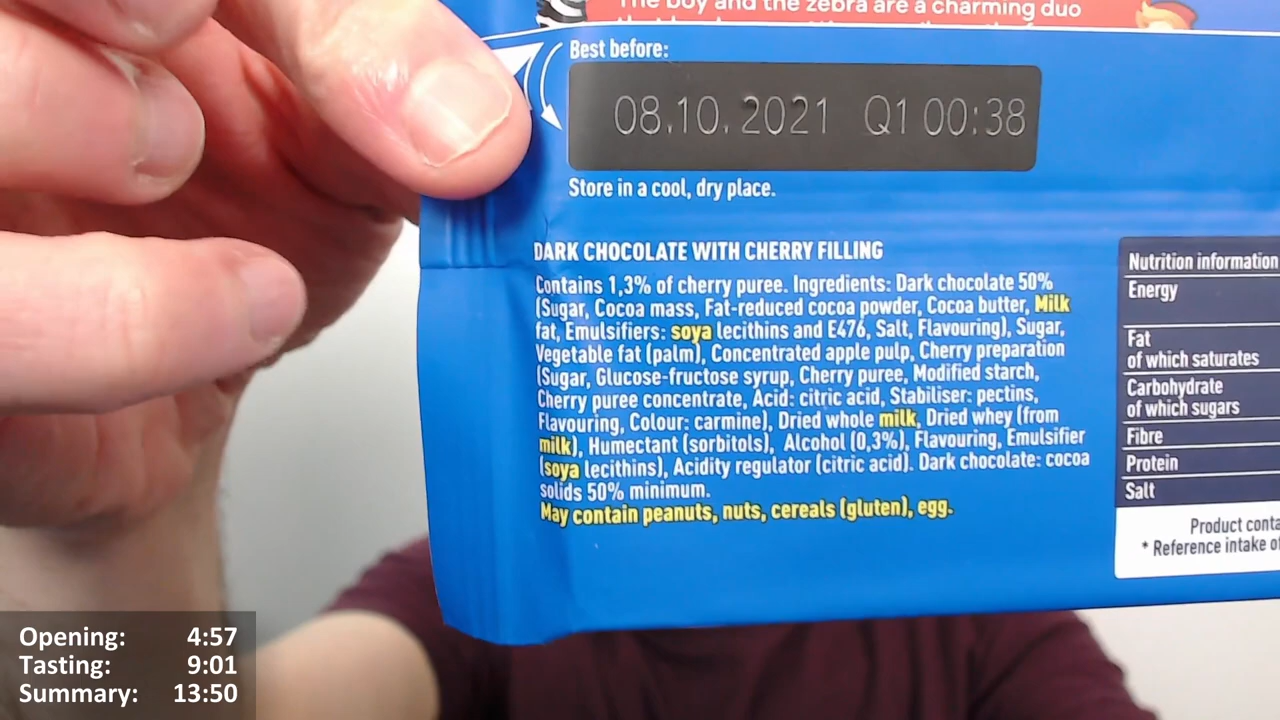 The boy and the zebra are a charming duo
Best before:
08.10.2021 Q1 00:38
Store in a cool, dry place.
DARK CHOCOLATE WITH CHERRY FILLING
Contains 1,3% of cherry puree. Ingredients: Dark chocolate 50%
(Sugar, Cocoa mass, Fat-reduced cocoa powder, Cocoa butter, Milk
fat, Emulsifiers: soya lecithins and E476, Salt, Flavouring), Sugar,
Vegetable fat (palm), Concentrated apple pulp, Cherry preparation
(Sugar, Glucose-fructose syrup, Cherry puree, Modified starch,
Cherry puree concentrate, Acid: citric acid, Stabiliser: pectins,
Flavouring, Colour: carmine), Dried whole milk, Dried whey (from
milk), Humectant (sorbitols), Alcohol (0,3%), Flavouring, Emulsifier
(soya lecithins), Acidity regulator (citric acid). Dark chocolate: cocoa
solids 50% minimum.
May contain peanuts, nuts, cereals (gluten), egg.
Nutrition information
Energy
Fat
of which saturates
Carbohydrate
of which sugars
Fibre
Protein
Salt
Product conta
* Reference intake of
Opening: 4:57
Tasting: 9:01
Summary: 13:50